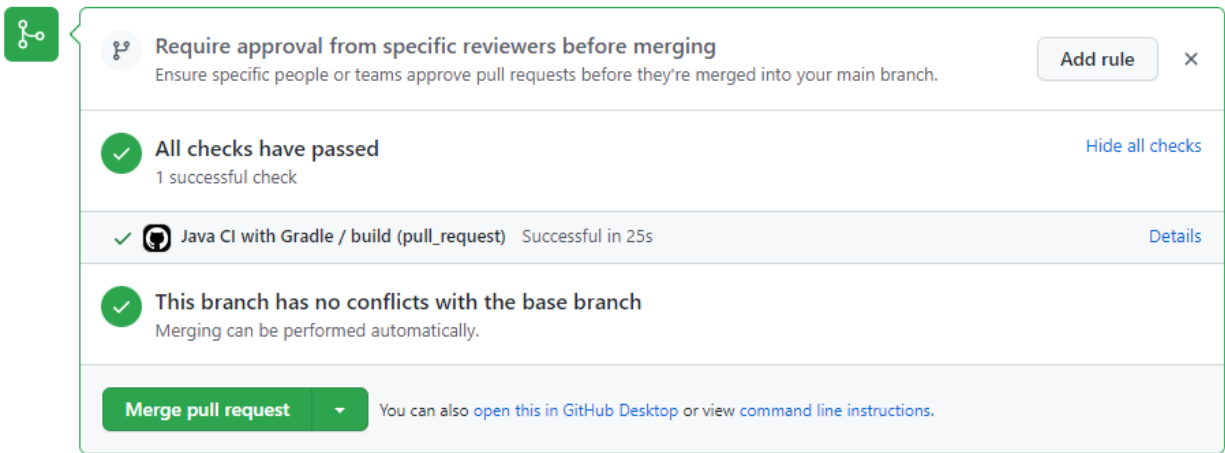 Require approval from specific reviewers before merging
Ensure specific people or teams approve pull requests before they're merged into your main branch.
Add rule
All checks have passed
Hide all checks
1 successful check
Java CI with Gradle / build (pull_request) Successful in 25s
Details
This branch has no conflicts with the base branch
Merging can be performed automatically.
Merge pull request
You can also open this in GitHub Desktop or view command line instructions.